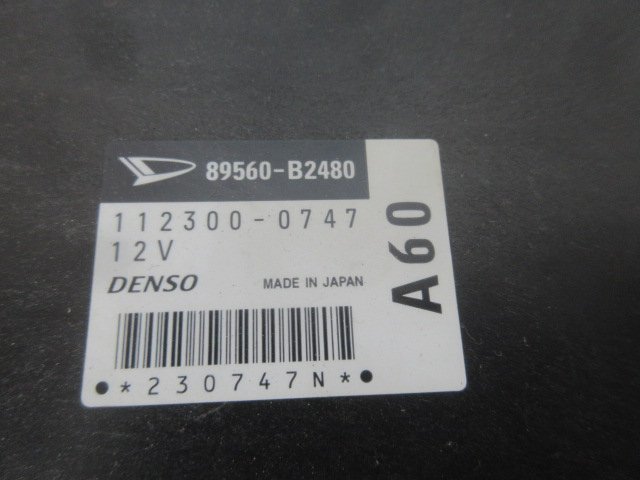 89560-B2480
112300-0747
12V
DENSO MADE IN JAPAN
*230747N*
A60